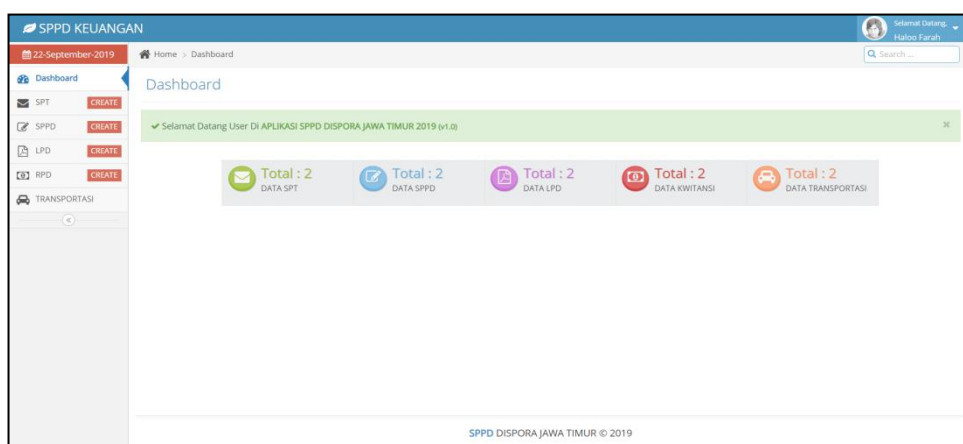 SPPD KEUANGAN
Selamat Datang,
Haloo Farah
22-September-2019
Home > Dashboard
Search ...
Dashboard
SPT CREATE
SPPD CREATE
LPD CREATE
RPD CREATE
TRANSPORTASI
Dashboard
Selamat Datang User Di APLIKASI SPPD DISPORA JAWA TIMUR 2019 (v1.0)
Total : 2
DATA SPT
Total : 2
DATA SPPD
Total : 2
DATA LPD
Total : 2
DATA KWITANSI
Total : 2
DATA TRANSPORTASI
SPPD DISPORA JAWA TIMUR © 2019